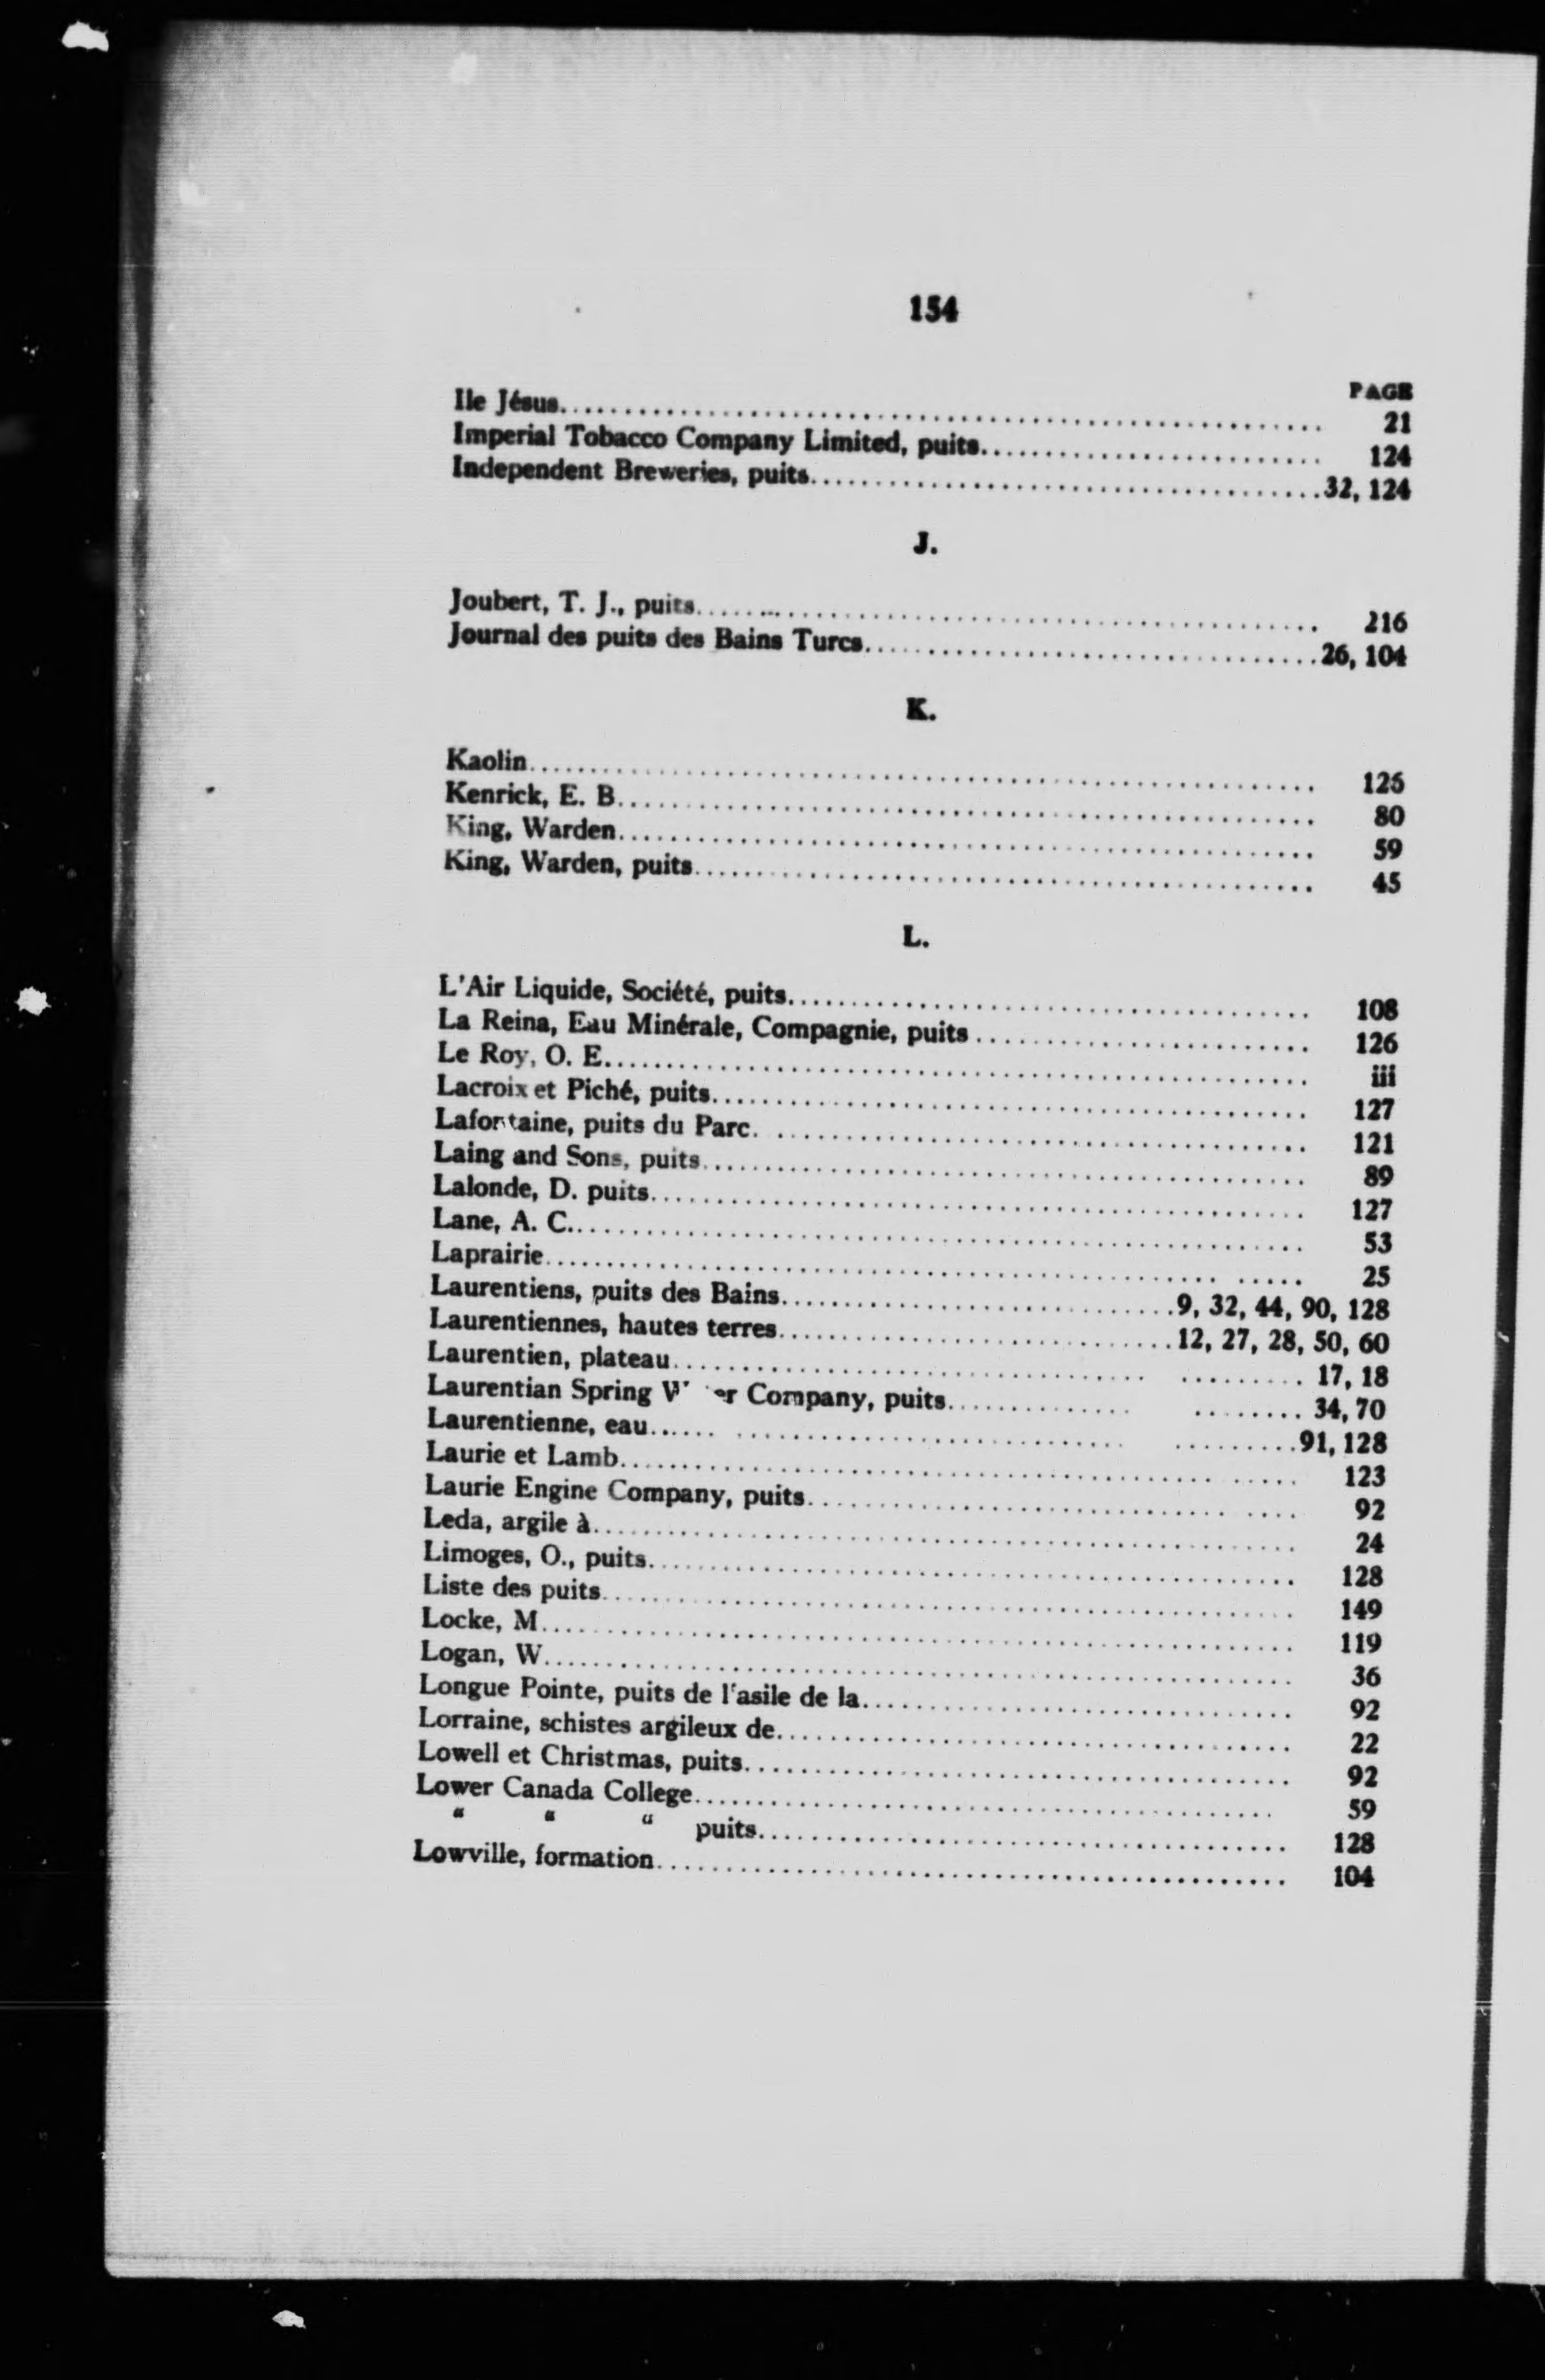 154
PAGE
Ile Jésus 21
Imperial Tobacco Company Limited, puits 124
Independent Breweries, puits 32, 124
J.
Joubert, T. J., puits 216
Journal des puits des Bains Turcs 26, 104
K.
Kaolin 126
Kenrick, E. B. 80
King, Warden 59
King, Warden, puits 45
L.
L'Air Liquide, Société, puits 108
La Reina, Eau Minérale, Compagnie, puits 126
Le Roy, O. E. iii
Lacroix et Piché, puits 127
Lafontaine, puits du Parc 121
Laing and Sons, puits 89
Lalonde, D. puits 127
Lane, A. C. 53
Laprairie 25
Laurentiens, puits des Bains 9, 32, 44, 90, 128
Laurentiennes, hautes terres 12, 27, 28, 50, 60
Laurentien, plateau 17, 18
Laurentian Spring Company, puits 34, 70
Laurentienne, eau 91, 128
Laurie et Lamb 123
Laurie Engine Company, puits 92
Leda, argile à 24
Limoges, O., puits 128
Liste des puits 149
Locke, M. 119
Logan, W. 36
Longue Pointe, puits de l'asile de la 92
Lorraine, schistes argileux de 22
Lowell et Christmas, puits 92
Lower Canada College 59
" " " puits 128
Lowville, formation 104